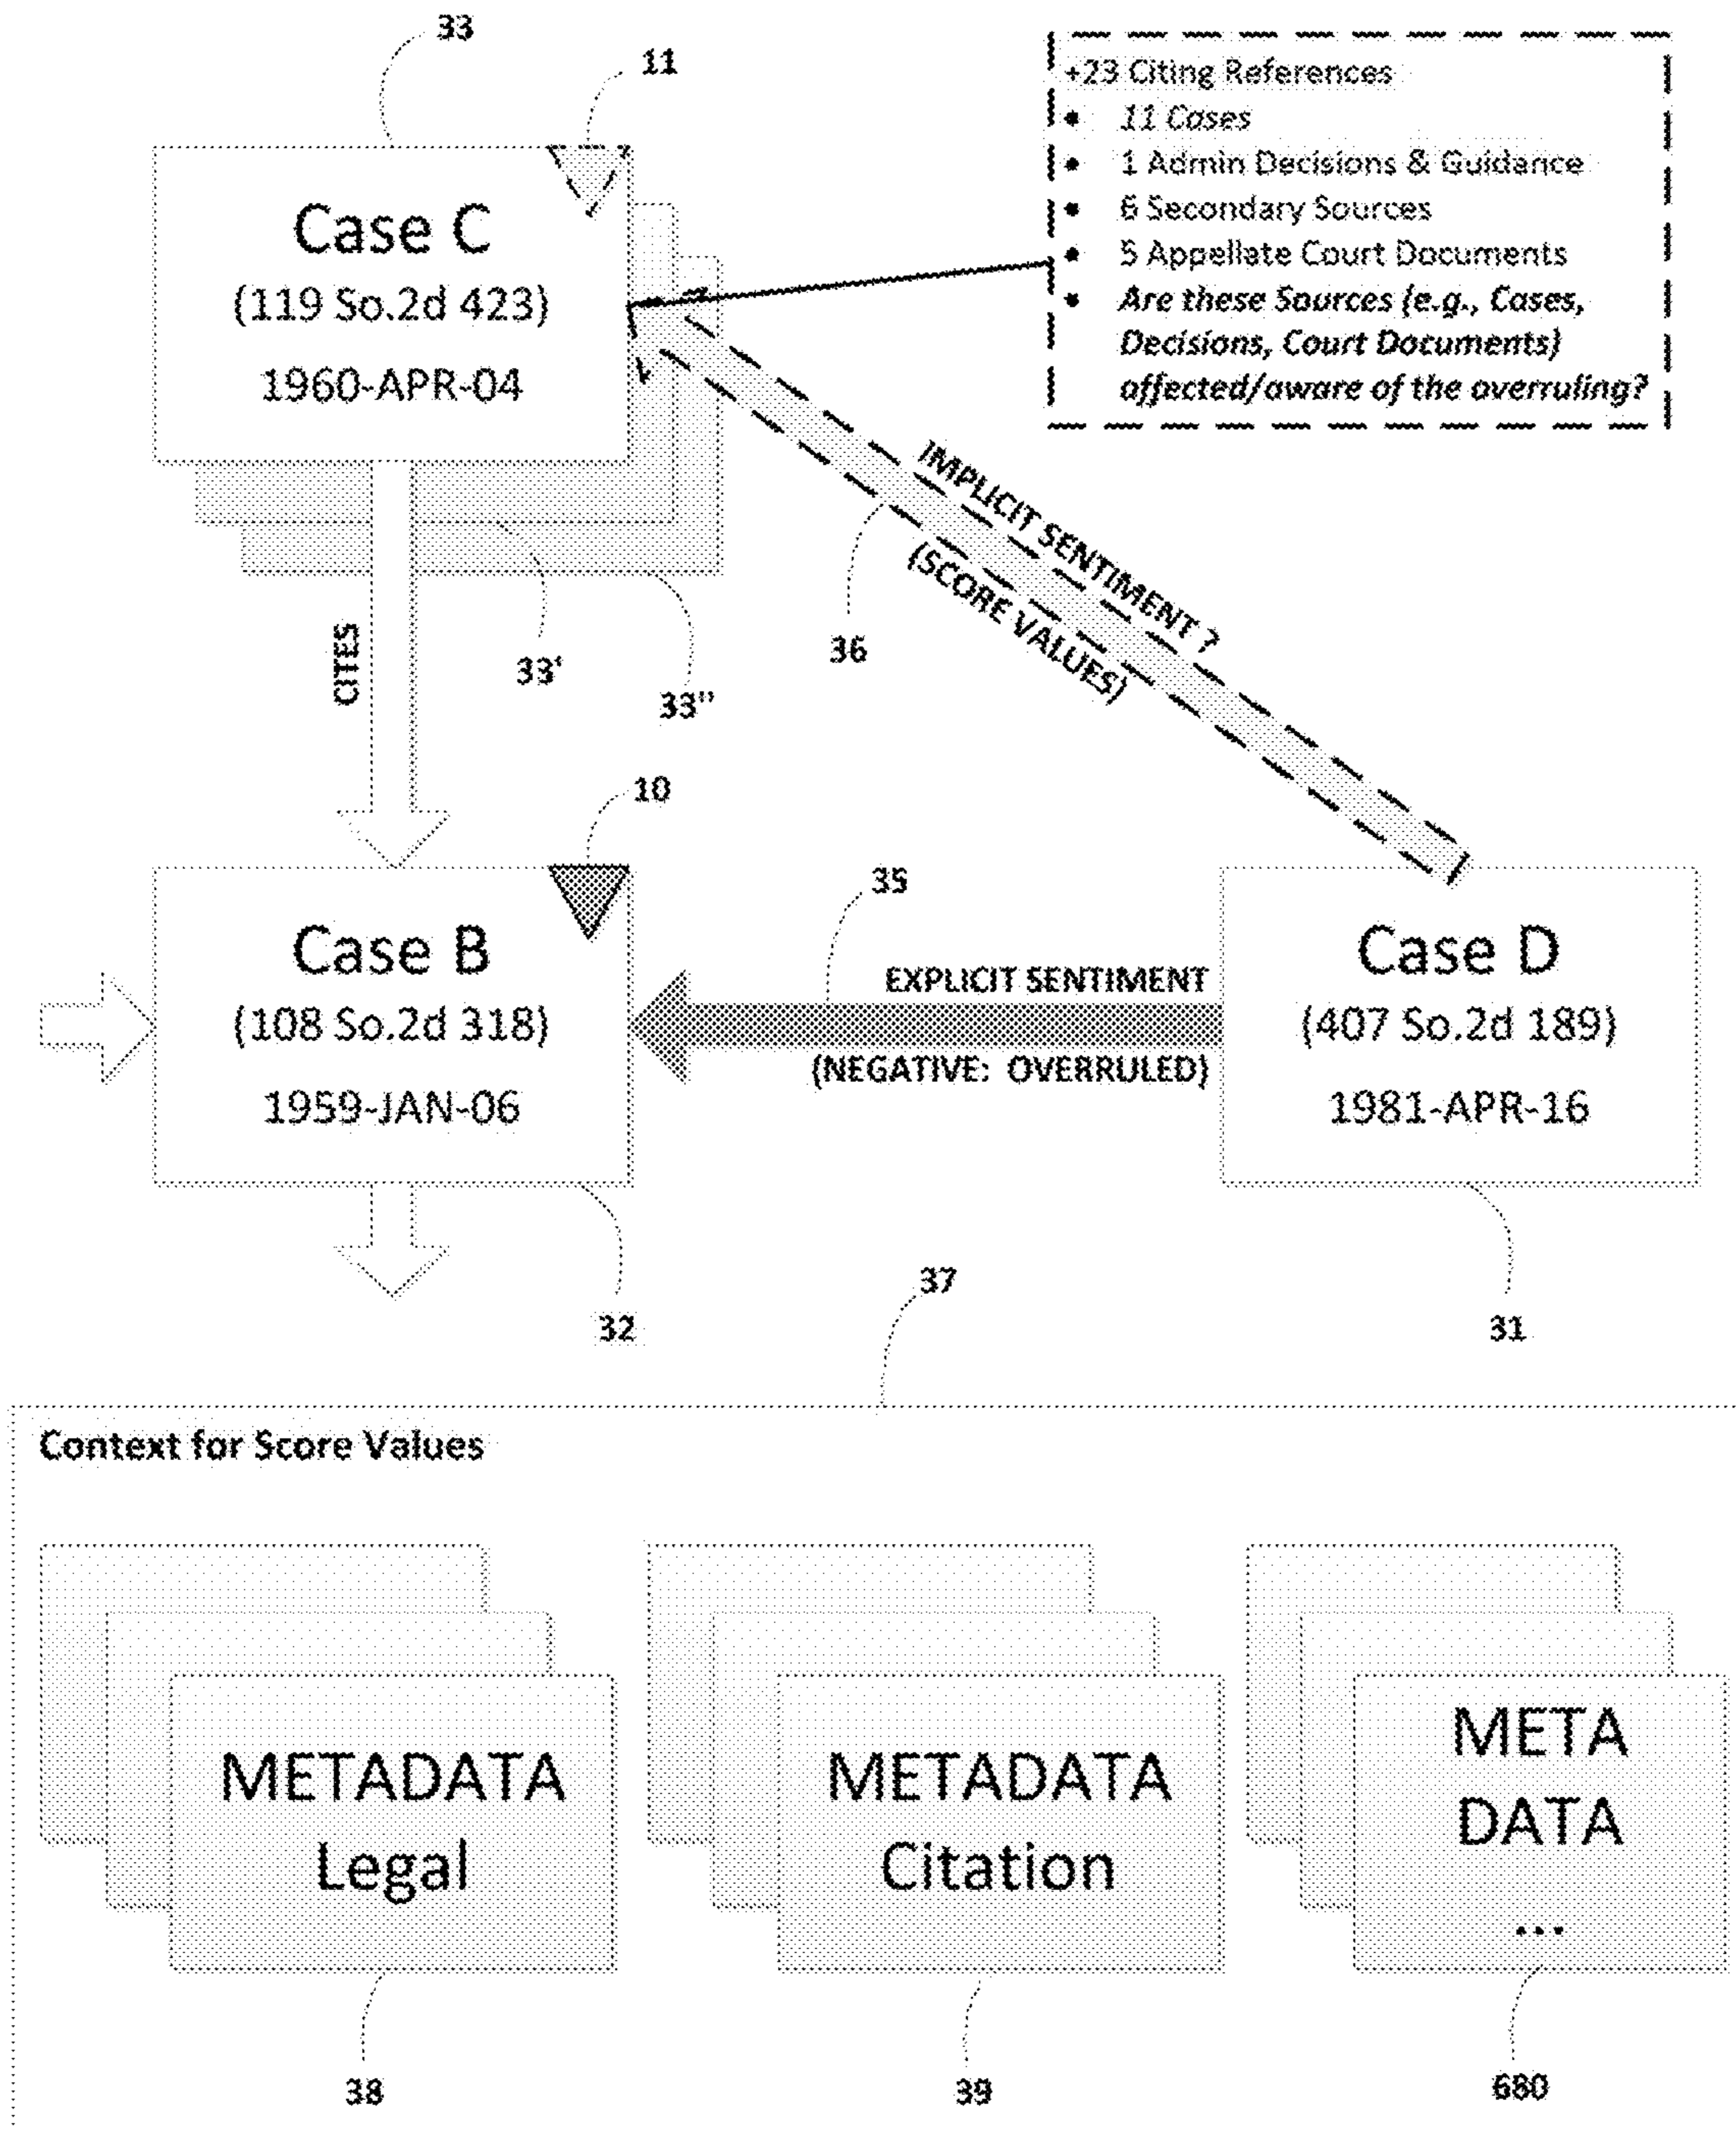 33
11
+23 Citing References
• 11 Cases
• 1 Admin Decisions & Guidance
• 6 Secondary Sources
• 5 Appellate Court Documents
• Are these Sources (e.g., Cases,
Decisions, Court Documents)
affected/aware of the overruling?
Case C
(119 So.2d 423)
1960-APR-04
IMPLICIT SENTIMENT ?
(SCORE VALUES)
36
CITES
33'
33"
10
35
Case B
(108 So.2d 318)
1959-JAN-06
EXPLICIT SENTIMENT
(NEGATIVE: OVERRULED)
Case D
(407 So.2d 189)
1981-APR-16
32
37
31
Context for Score Values
METADATA
Legal
METADATA
Citation
META
DATA
...
38
39
680